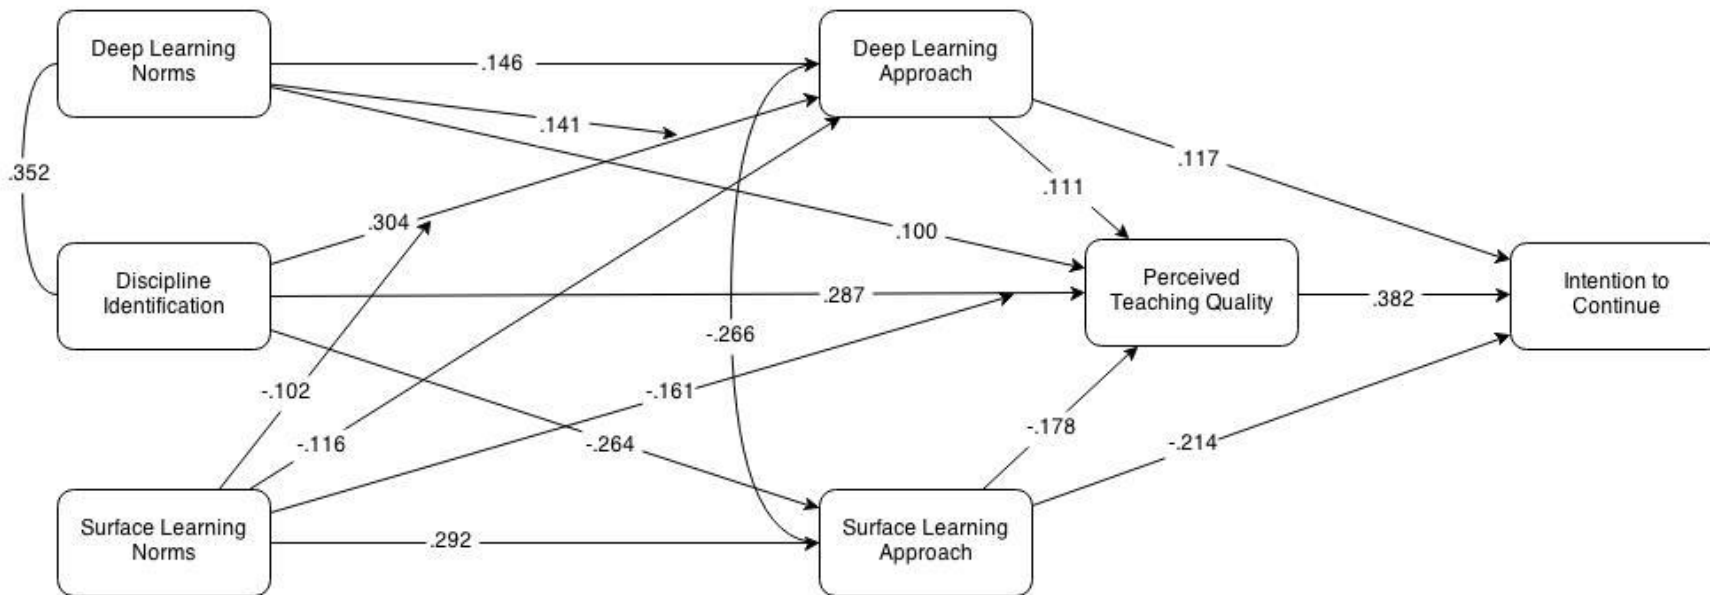 Deep Learning
Norms
Deep Learning
Approach
.146
.141
.352
.117
.111
.304
.100
Discipline
Identification
.287
Perceived
Teaching Quality
.382
Intention to
Continue
-.266
-.102
-.161
-.116
-.264
-.178
-.214
Surface Learning
Norms
.292
Surface Learning
Approach